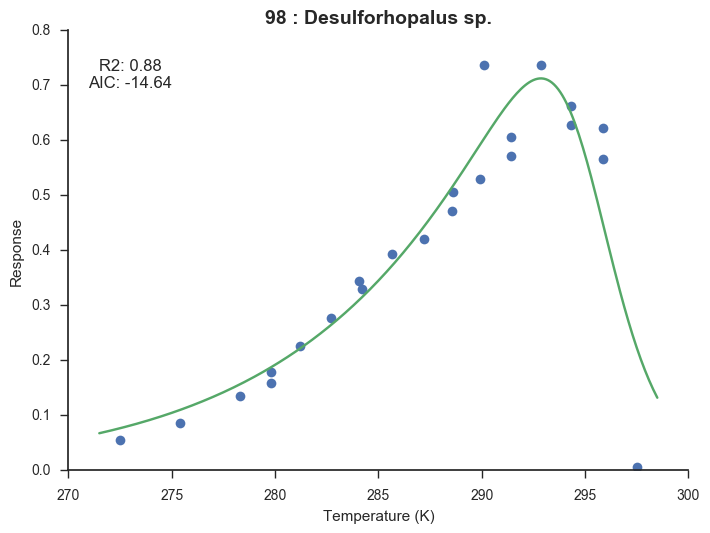 98 : Desulforhopalus sp.
R2: 0.88
AIC: -14.64
0.8
0.7
0.6
0.5
0.4
0.3
0.2
0.1
0.0
Response
270 275 280 285 290 295 300
Temperature (K)